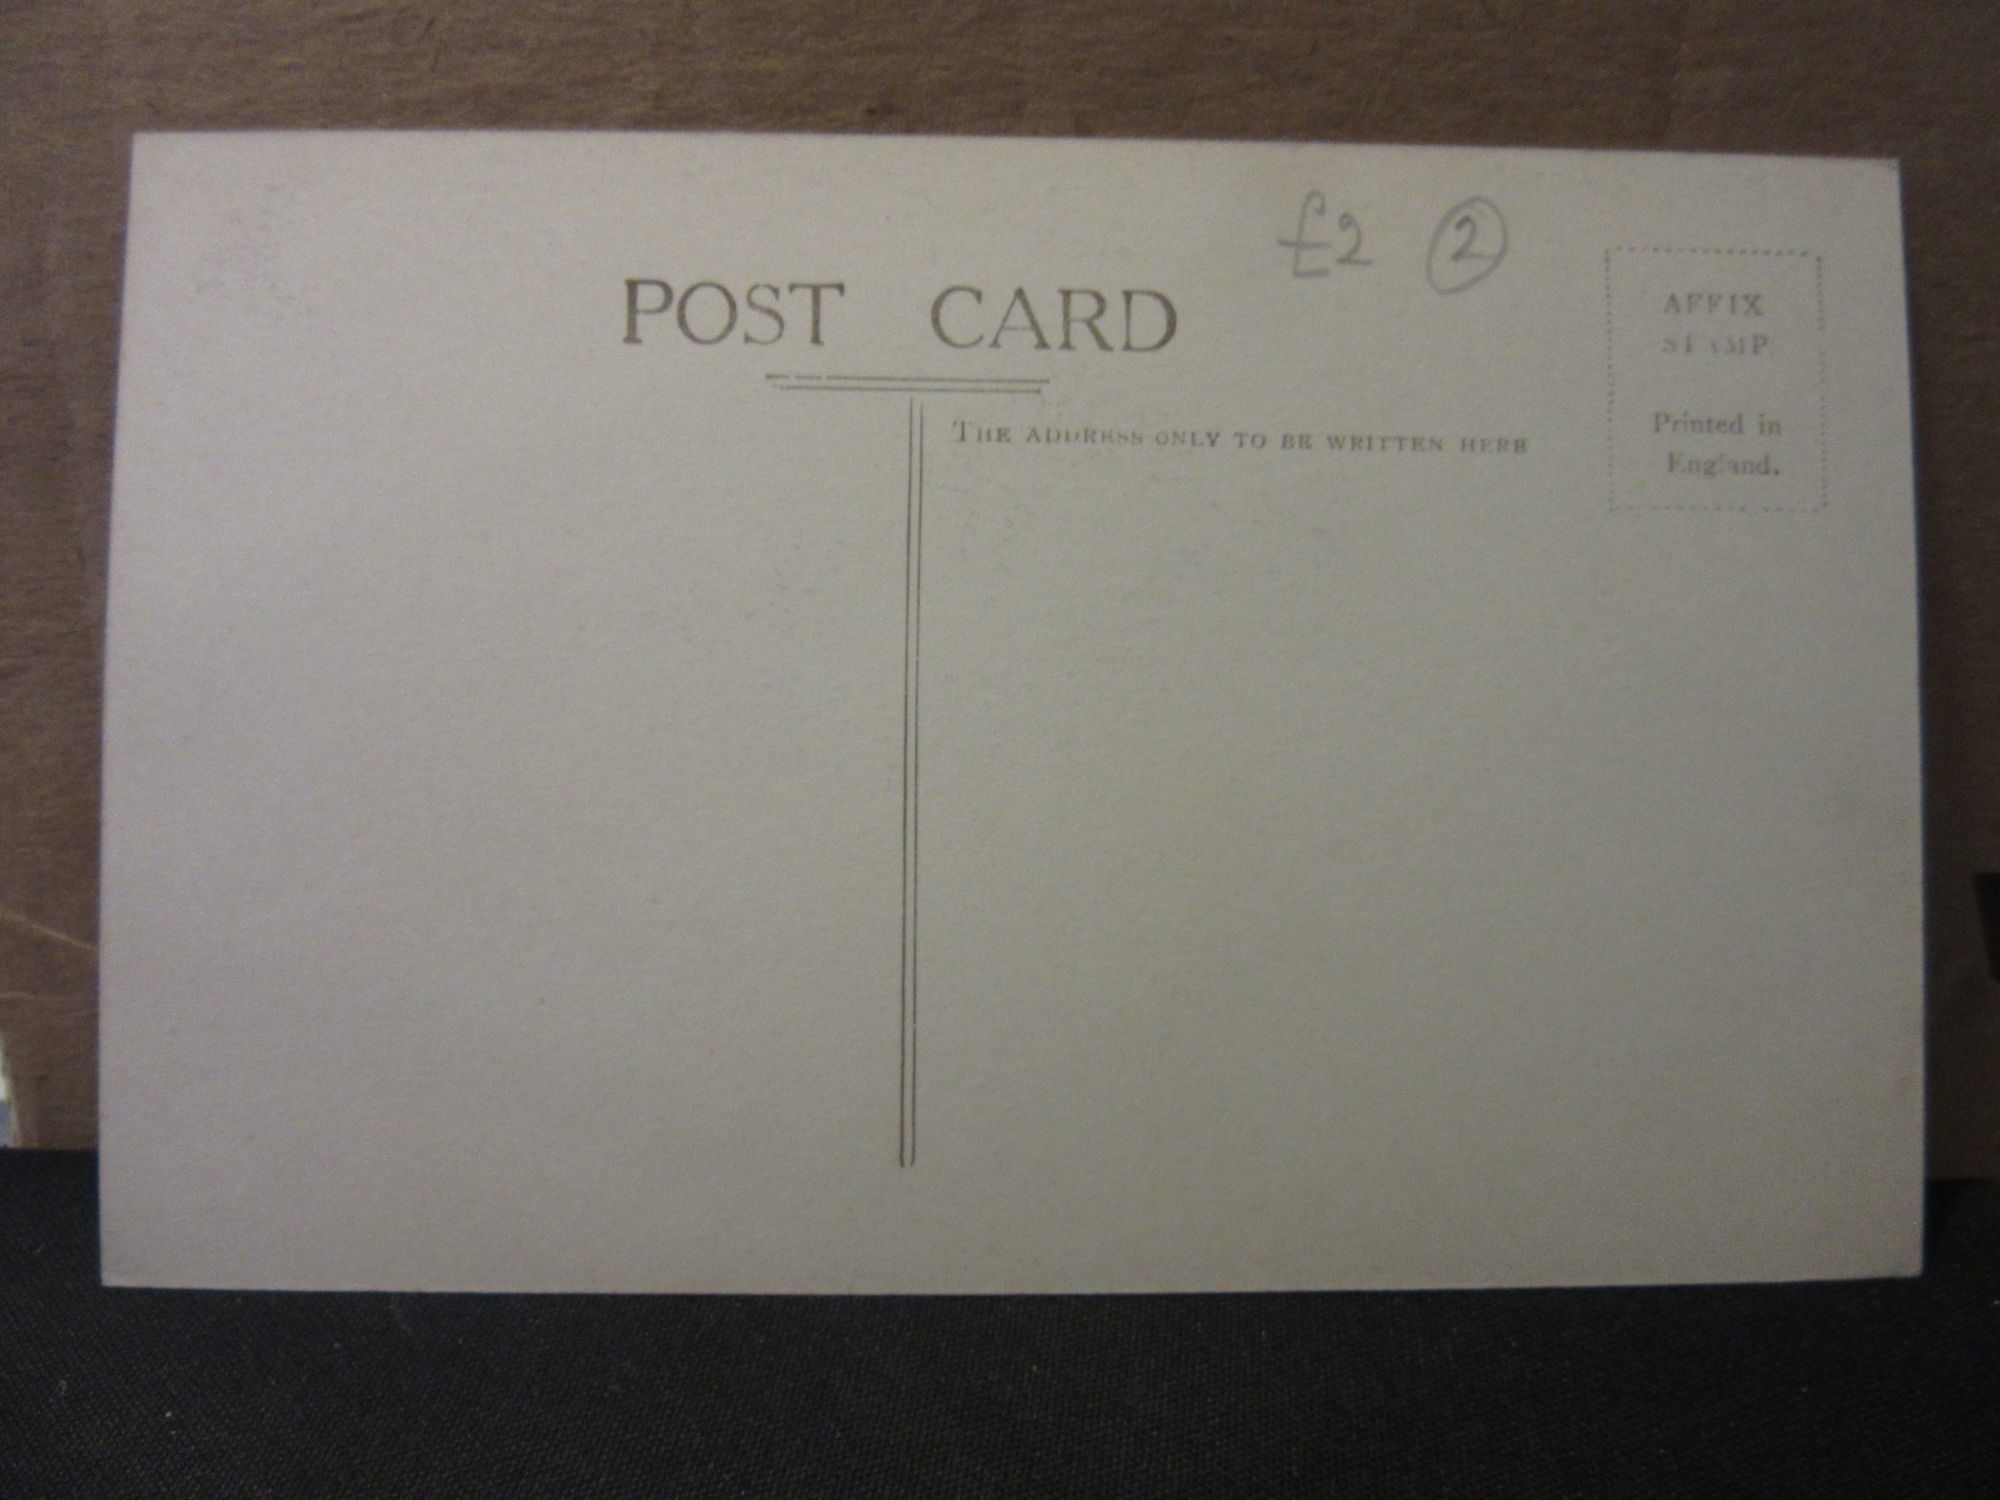 £2 ②
POST CARD
THE ADDRESS ONLY TO BE WRITTEN HERE
AFFIX
STAMP
Printed in
England.